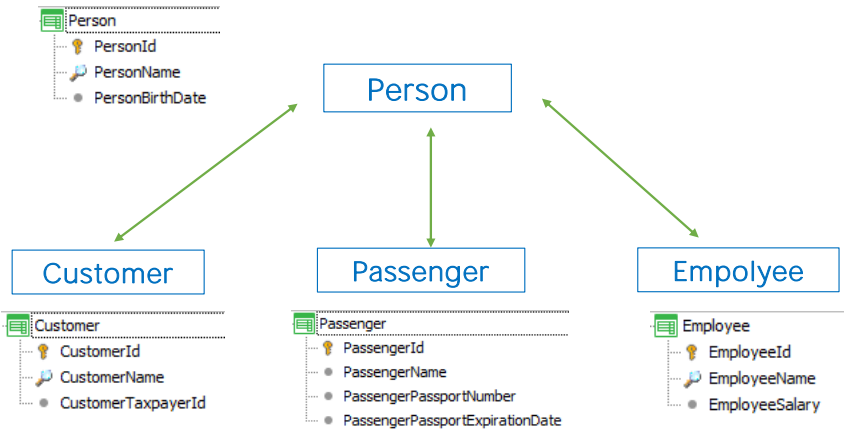 Person
PersonId
PersonName
PersonBirthDate
Person
Customer
Passenger
Empolyee
Customer
CustomerId
CustomerName
CustomerTaxpayerId
Passenger
PassengerId
PassengerName
PassengerPassportNumber
PassengerPassportExpirationDate
Employee
EmployeeId
EmployeeName
EmployeeSalary